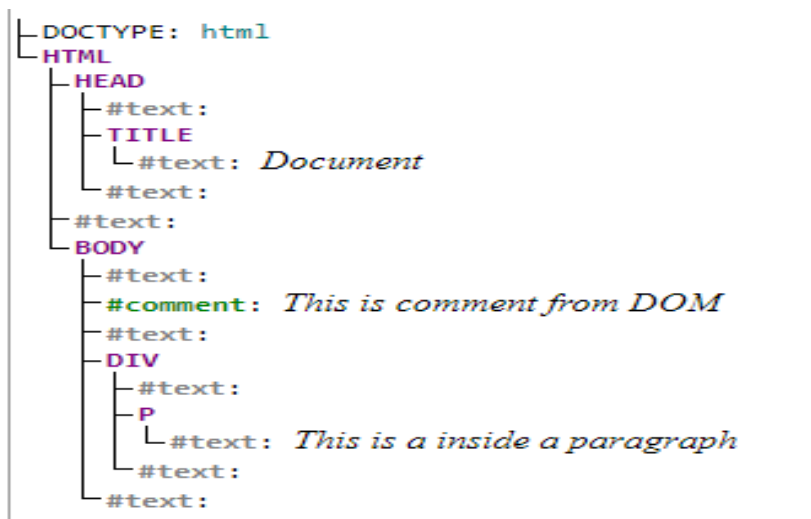 DOCTYPE: html
HTML
HEAD
#text:
TITLE
#text: Document
#text:
#text:
BODY
#text:
#comment: This is comment from DOM
#text:
DIV
#text:
P
#text: This is a inside a paragraph
#text:
#text: